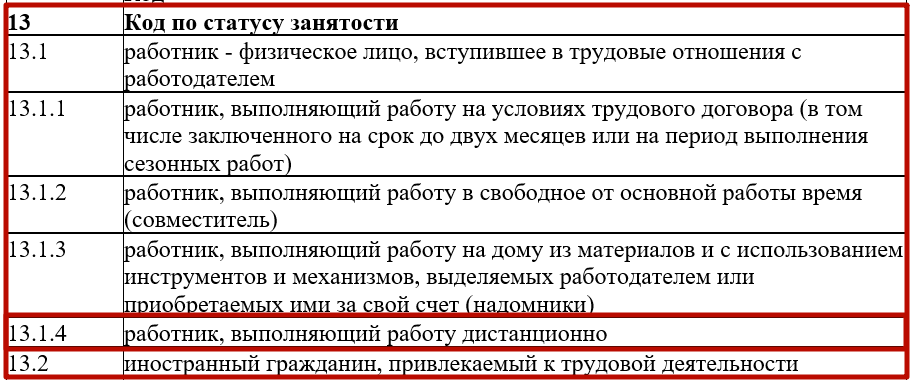 13 Код по статусу занятости
13.1 работник - физическое лицо, вступившее в трудовые отношения с
работодателем
13.1.1 работник, выполняющий работу на условиях трудового договора (в том
числе заключенного на срок до двух месяцев или на период выполнения
сезонных работ)
13.1.2 работник, выполняющий работу в свободное от основной работы время
(совместитель)
13.1.3 работник, выполняющий работу на дому из материалов и с использованием
инструментов и механизмов, выделяемых работодателем или
приобретаемых ими за свой счет (надомники)
13.1.4 работник, выполняющий работу дистанционно
13.2 иностранный гражданин, привлекаемый к трудовой деятельности